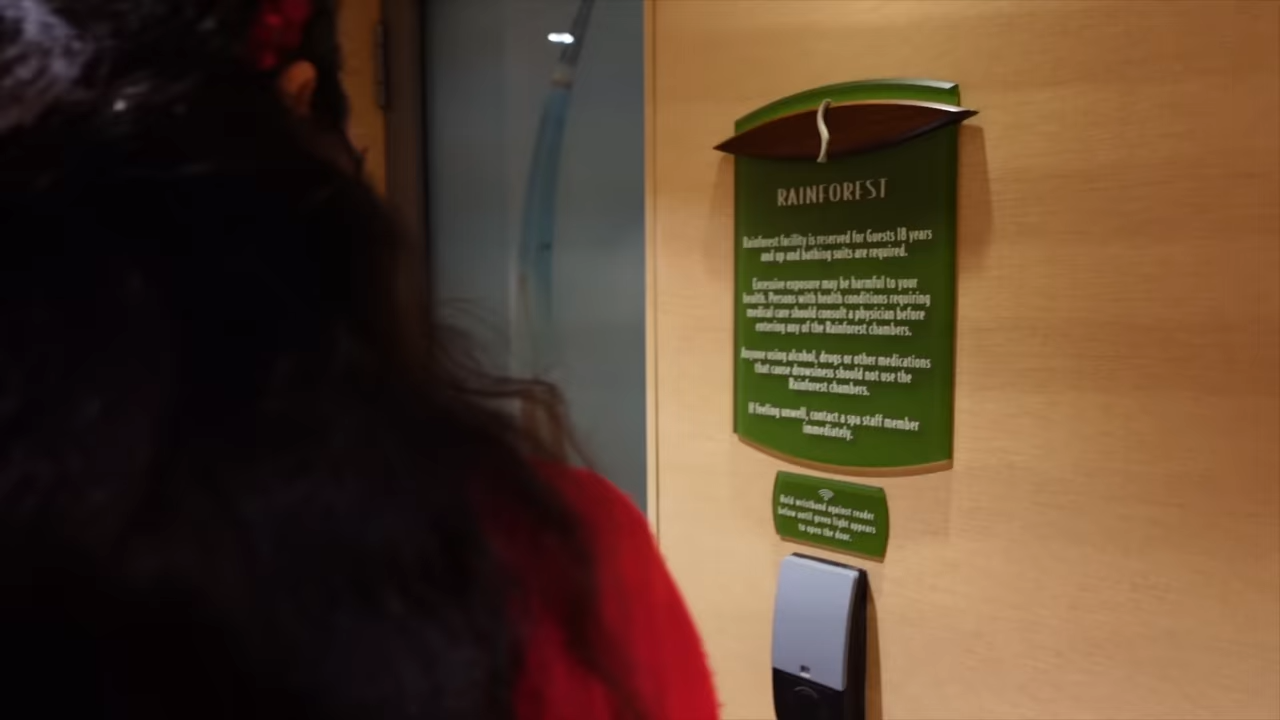 RAINFOREST
Rainforest facility is reserved for Guests 18 years
and up and bathing suits are required.
Excessive exposure may be harmful to your
health. Persons with health conditions requiring
medical care should consult a physician before
entering any of the Rainforest chambers.
Anyone using alcohol, drugs or other medications
that cause drowsiness should not use the
Rainforest chambers.
If feeling unwell, contact a spa staff member
immediately.
Hold wristband against reader
below until green light appears
to open the door.